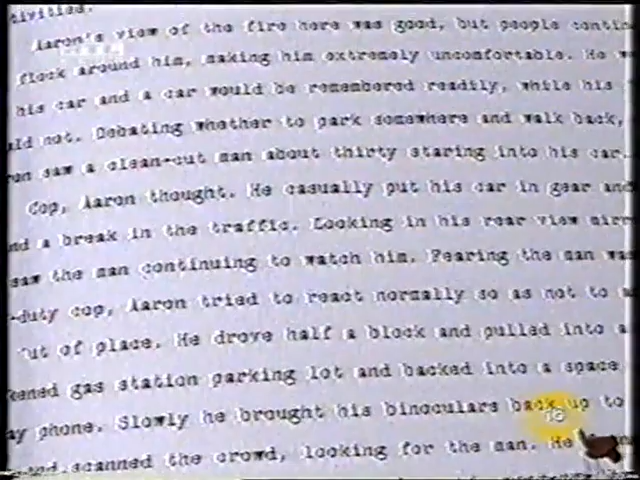 tivities.
Aaron's view of the fire here was good, but people contin
flock around him, making him extremely uncomfortable. He w
his car and a car would be remembered readily, while his
ld not. Debating whether to park somewhere and walk back,
on saw a clean-cut man about thirty staring into his car.
Cop, Aaron thought. He casually put his car in gear and
nd a break in the traffic. Looking in his rear view mirr
saw the man continuing to watch him. Fearing the man was
-duty cop, Aaron tried to react normally so as not to
ut of place. He drove half a block and pulled into a
kened gas station parking lot and backed into a space
ay phone. Slowly he brought his binoculars back up to
scanned the crowd, looking for the man. He